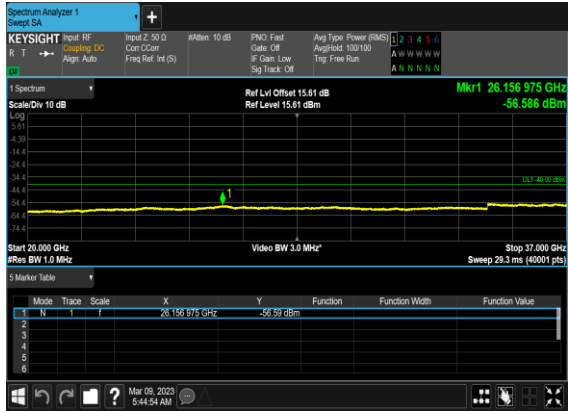 Spectrum Analyzer 1
Swept SA
+
KEYSIGHT Input: RF Input Z: 50 Ω #Atten: 10 dB PNO: Fast Avg Type: Power (RMS) 1 2 3 4 5 6
R T Coupling: DC Corr CCorr Gate: Off Avg|Hold: 100/100 A W W W W W
Align: Auto Freq Ref: Int (S) IF Gain: Low Trig: Free Run
LXI Sig Track: Off A N N N N N
1 Spectrum
Ref Lvl Offset 15.61 dB Mkr1 26.156 975 GHz
Scale/Div 10 dB Ref Level 15.61 dBm -56.586 dBm
Log
5.61
-4.39
-14.4
-24.4
-34.4
DL1 -40.00 dBm
-44.4
1
-54.4
-64.4
-74.4
Start 20.000 GHz Video BW 3.0 MHz* Stop 37.000 GHz
#Res BW 1.0 MHz Sweep 29.3 ms (40001 pts)
5 Marker Table
Mode Trace Scale X Y Function Function Width Function Value
1 N 1 f 26.156 975 GHz -56.59 dBm
2
3
4
5
6
? Mar 09, 2023
5:44:54 AM